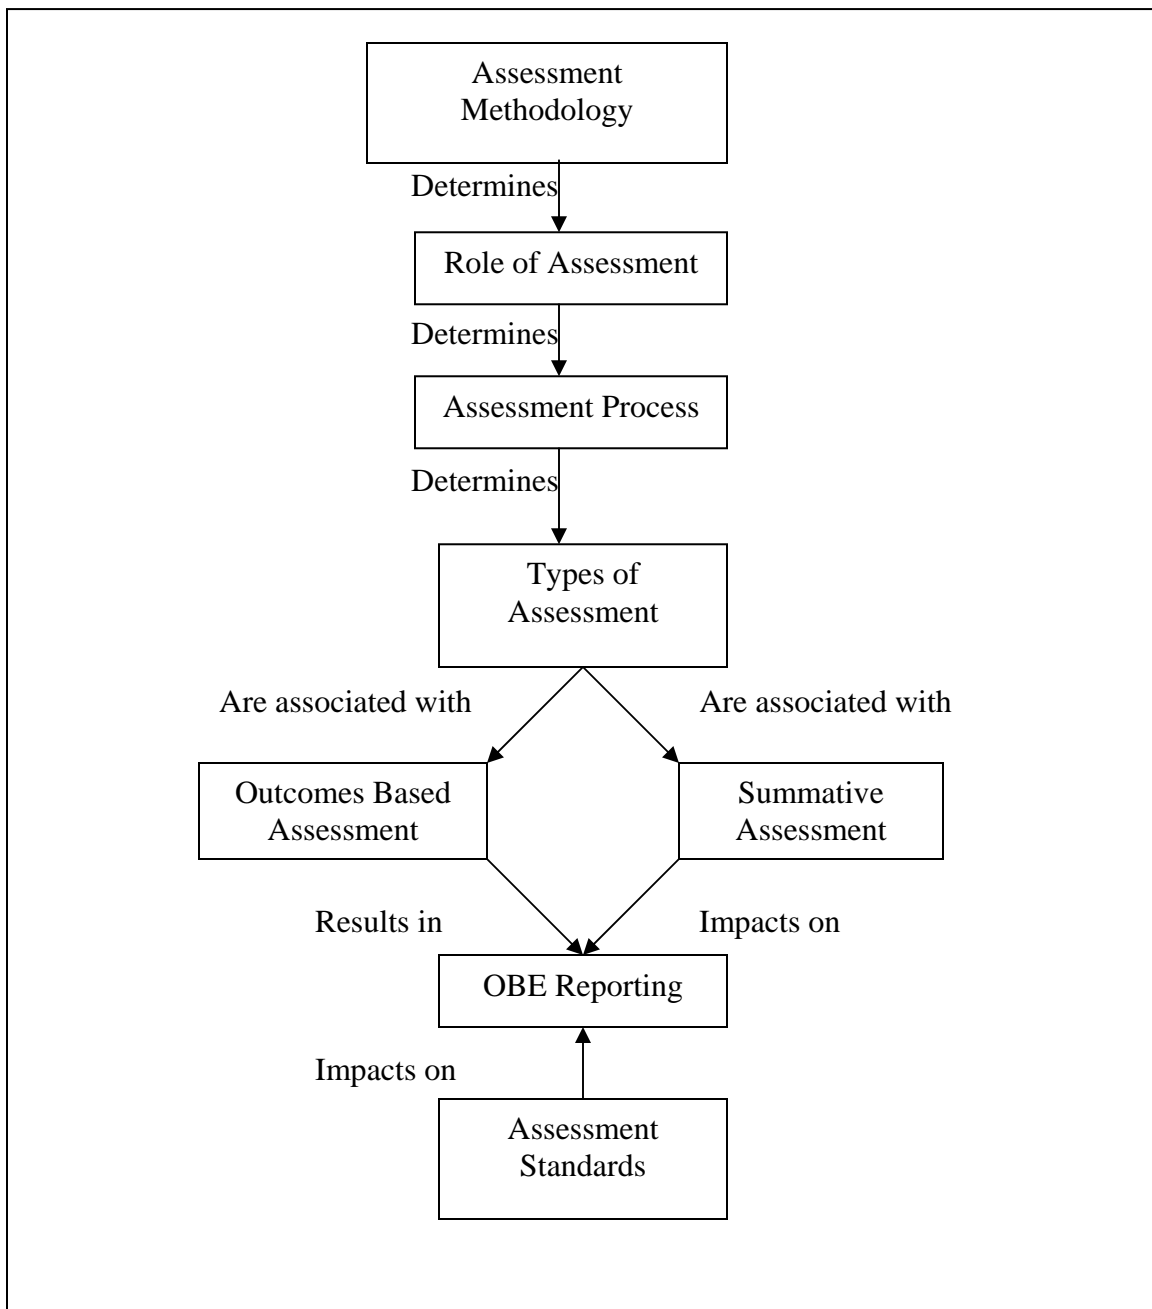 Assessment
Methodology
Determines
Role of Assessment
Determines
Assessment Process
Determines
Types of
Assessment
Are associated with
Are associated with
Outcomes Based
Assessment
Summative
Assessment
Results in
Impacts on
OBE Reporting
Impacts on
Assessment
Standards